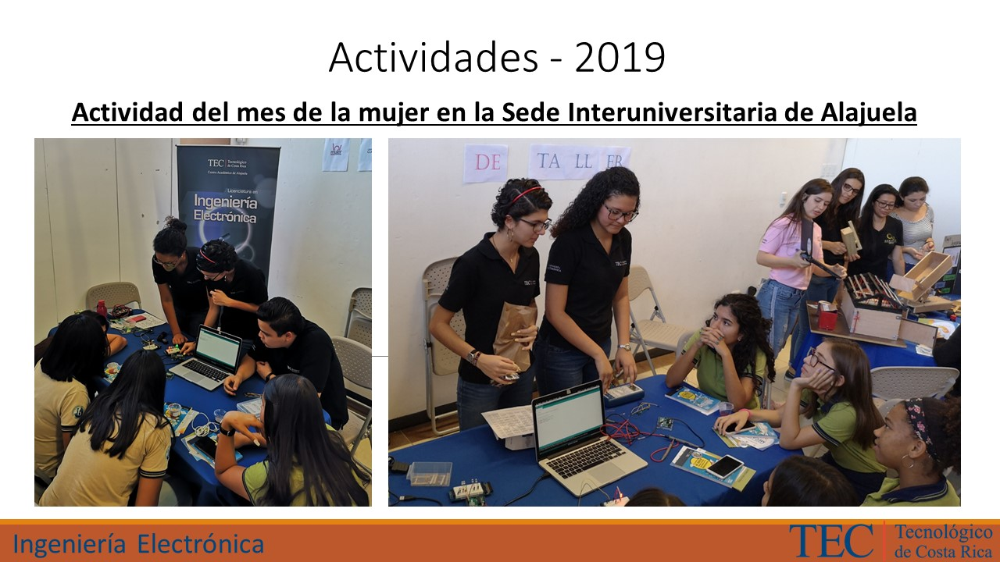 Actividades - 2019
Actividad del mes de la mujer en la Sede Interuniversitaria de Alajuela
TEC Tecnológico
de Costa Rica
Centro Académico de Alajuela
Licenciatura en
Ingeniería
Electrónica
DE TA LL ER
TEC
TEC
Ingeniería Electrónica
TEC Tecnológico
de Costa Rica